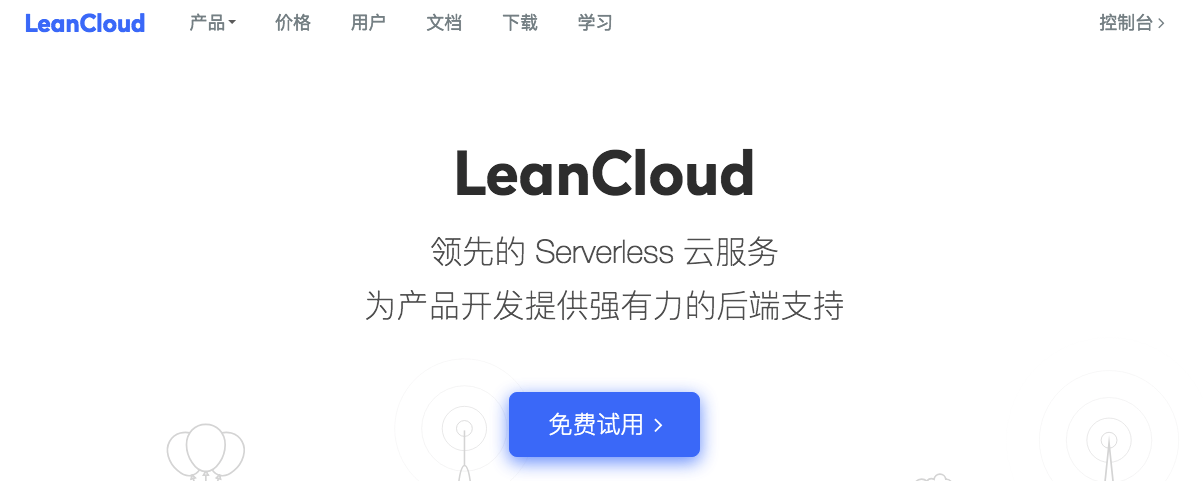 LeanCloud 产品 价格 用户 文档 下载 学习 控制台 >
LeanCloud
领先的 Serverless 云服务
为产品开发提供强有力的后端支持
免费试用 >